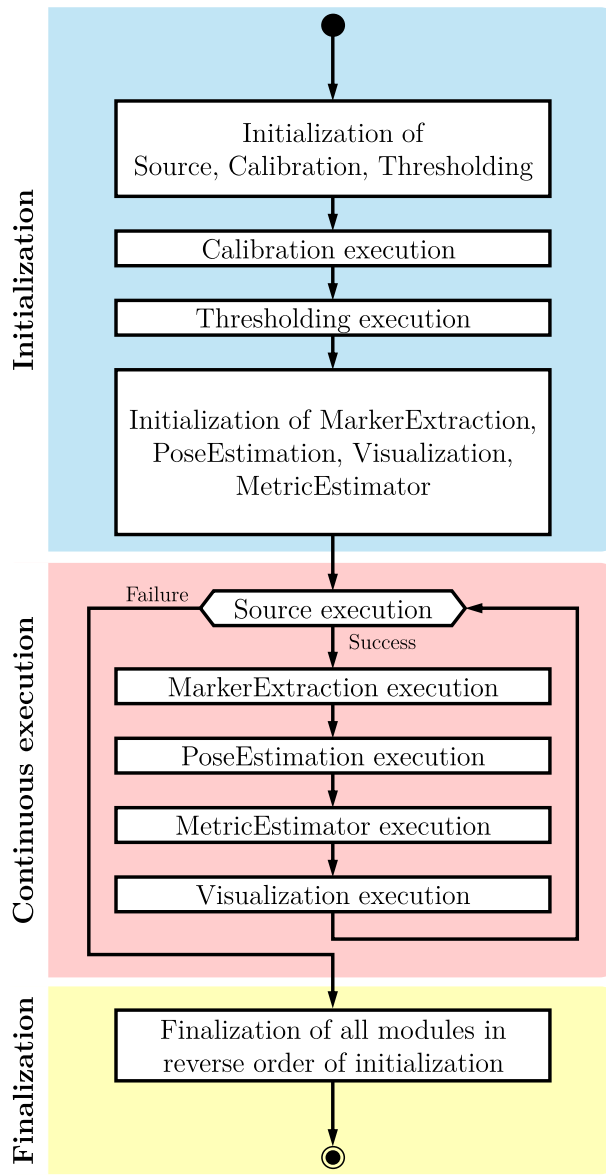 Initialization
Initialization of
Source, Calibration, Thresholding
Calibration execution
Thresholding execution
Initialization of MarkerExtraction,
PoseEstimation, Visualization,
MetricEstimator
Continuous execution
Failure
Source execution
Success
MarkerExtraction execution
PoseEstimation execution
MetricEstimator execution
Visualization execution
Finalization
Finalization of all modules in
reverse order of initialization